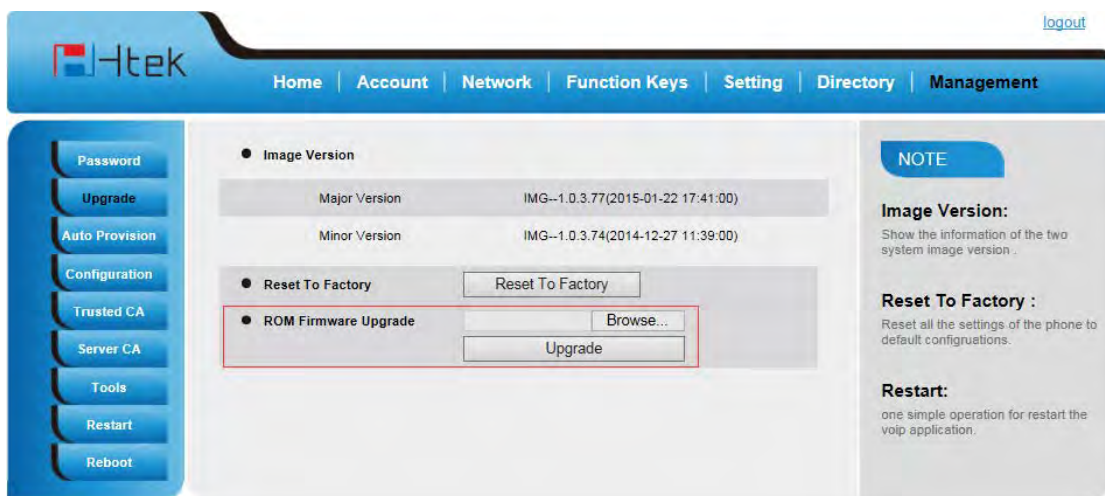 logout
Htek
Home | Account | Network | Function Keys | Setting | Directory | Management
Password
Upgrade
Auto Provision
Configuration
Trusted CA
Server CA
Tools
Restart
Reboot
Image Version
Major Version IMG--1.0.3.77(2015-01-22 17:41:00)
Minor Version IMG--1.0.3.74(2014-12-27 11:39:00)
Reset To Factory Reset To Factory
ROM Firmware Upgrade Browse...
Upgrade
NOTE
Image Version:
Show the information of the two
system image version .
Reset To Factory :
Reset all the settings of the phone to
default configruations.
Restart:
one simple operation for restart the
voip application.